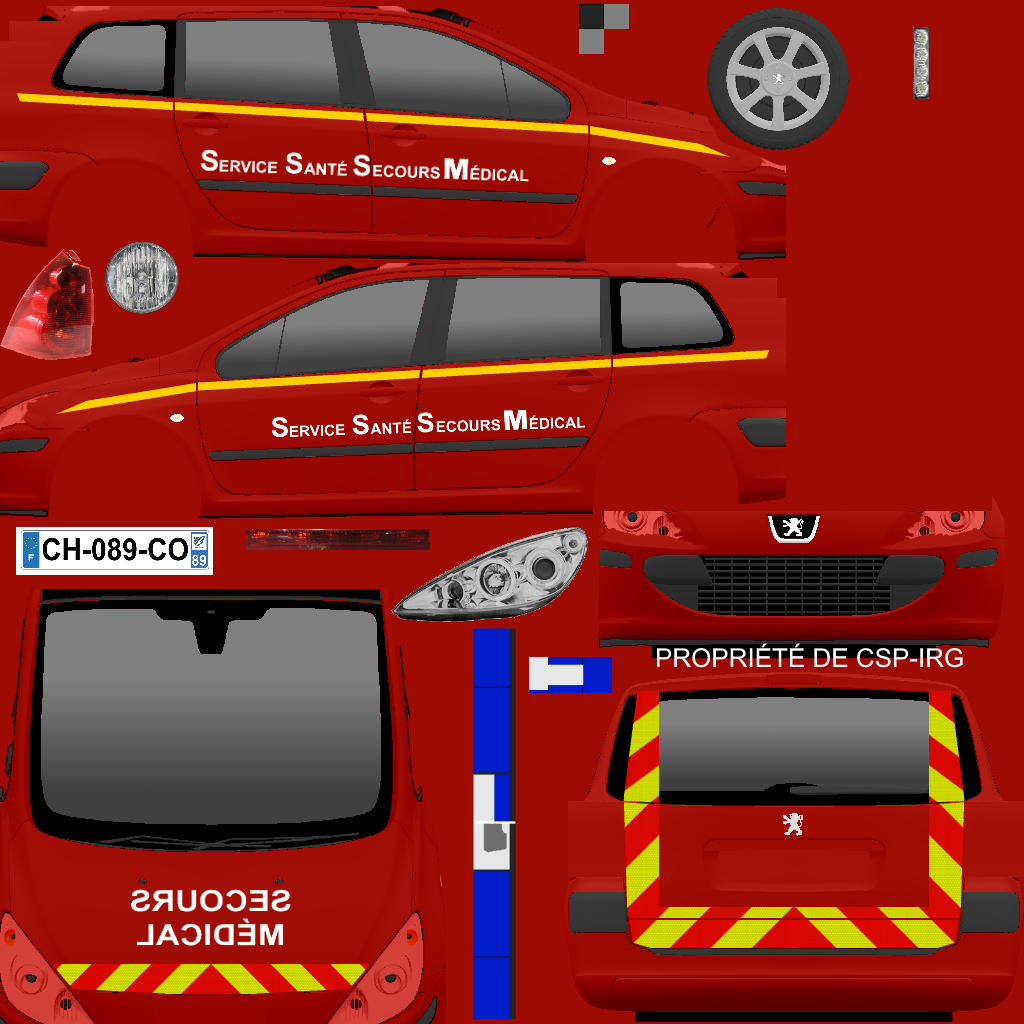 SERVICE SANTÉ SECOURS MÉDICAL
SERVICE SANTÉ SECOURS MÉDICAL
F CH-089-CO 89
PROPRIÉTÉ DE CSP-IRG
SECOURS
MÉDICAL